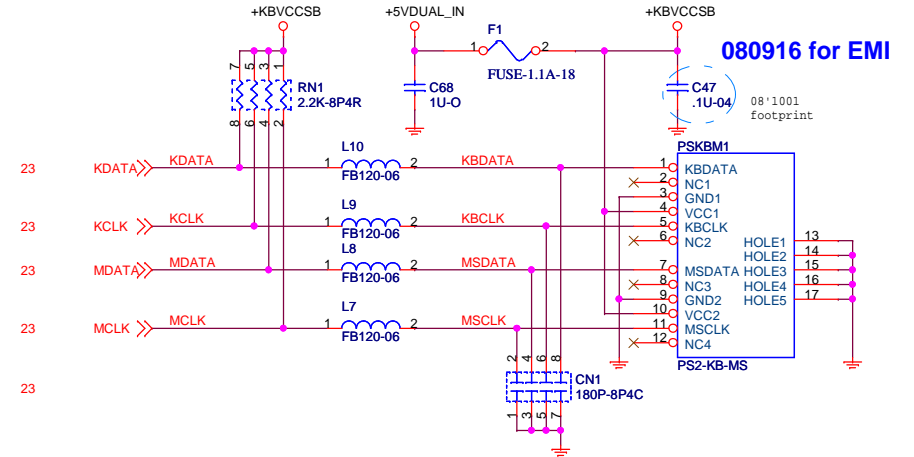 +KBVCCSB
+5VDUAL_IN
+KBVCCSB
F1
1
2
FUSE-1.1A-18
080916 for EMI
7
5
3
1
RN1
2.2K-8P4R
8
6
4
2
C68
1U-O
C47
.1U-04
08'1001
footprint
PSKBM1
23
KDATA
KDATA
1
L10
2
FB120-06
KBDATA
1
KBDATA
2
NC1
3
GND1
4
VCC1
23
KCLK
KCLK
1
L9
2
FB120-06
KBCLK
5
KBCLK
6
NC2
HOLE1
13
HOLE2
14
23
MDATA
MDATA
1
L8
2
FB120-06
MSDATA
7
MSDATA
HOLE3
15
8
NC3
HOLE4
16
9
GND2
HOLE5
17
10
VCC2
23
MCLK
MCLK
1
L7
2
FB120-06
MSCLK
11
MSCLK
12
NC4
PS2-KB-MS
2
4
6
8
CN1
180P-8P4C
1
3
5
7
23